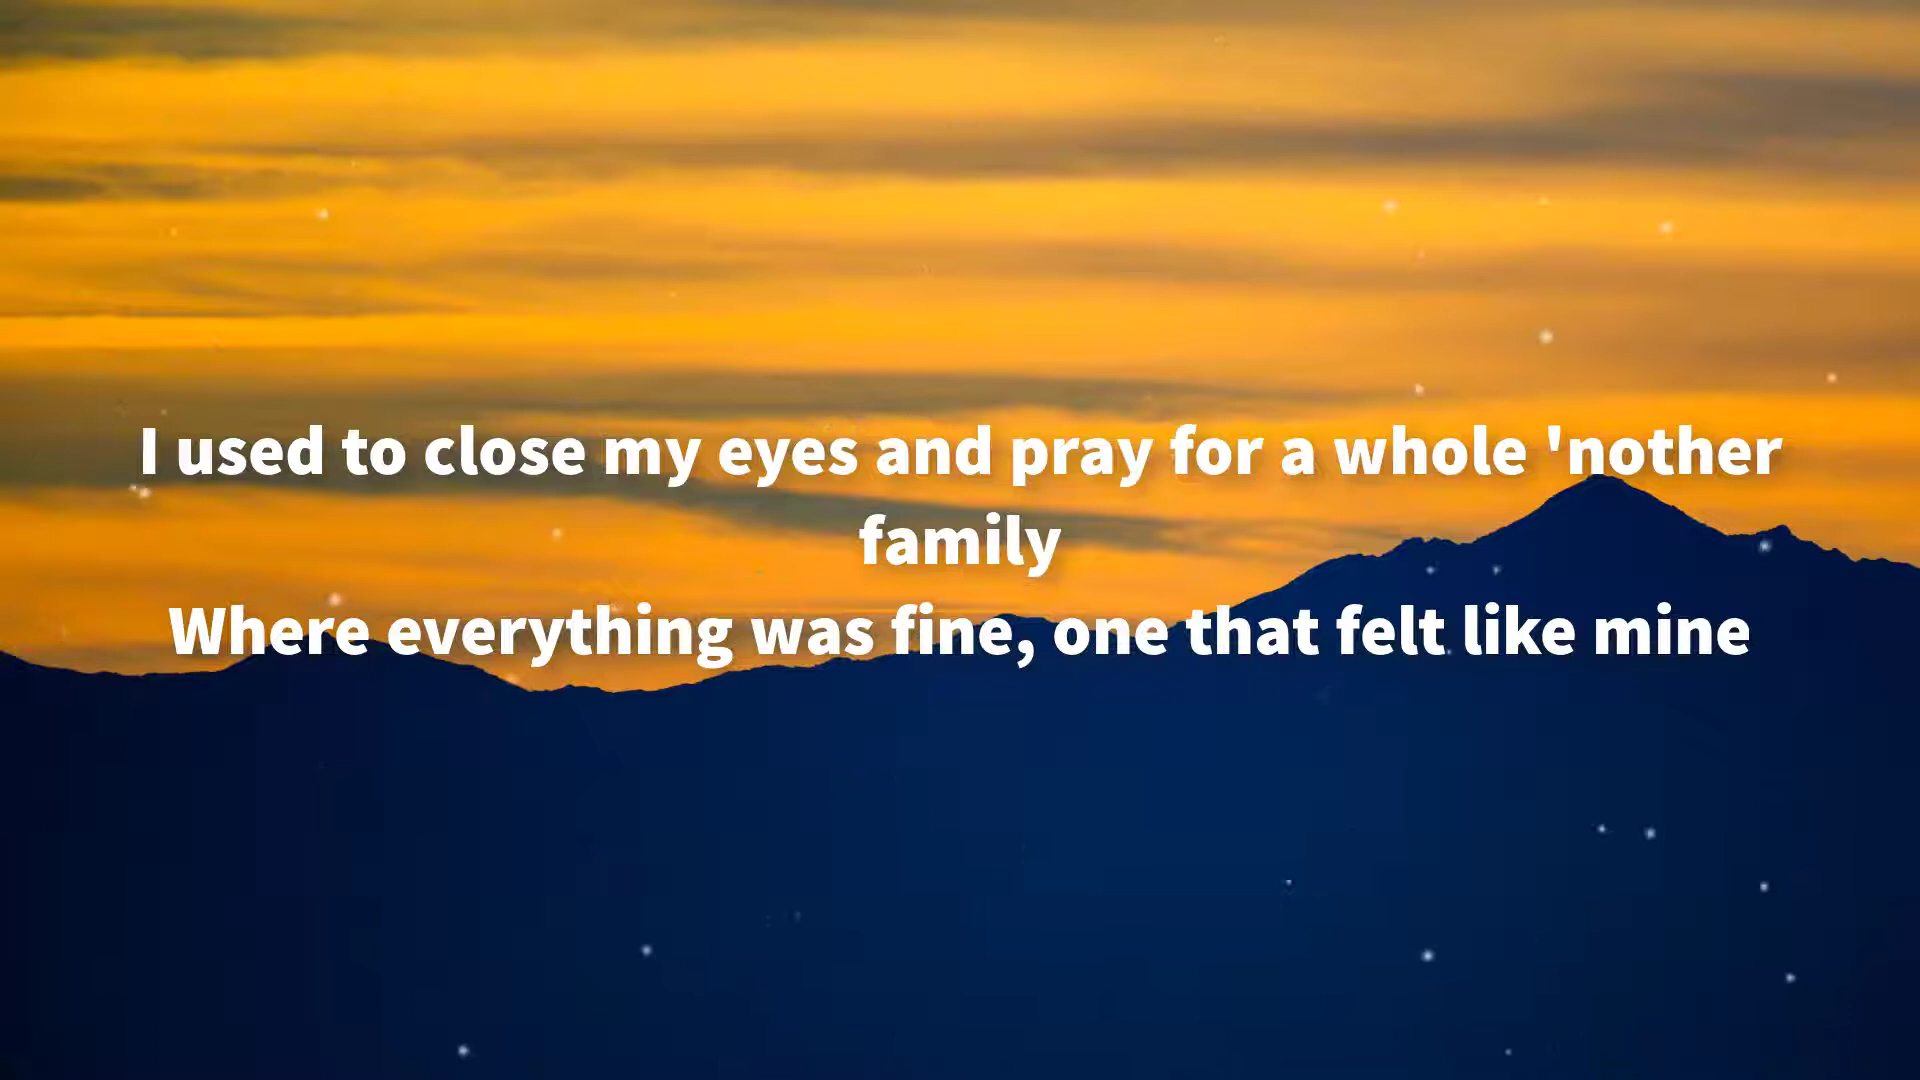 I used to close my eyes and pray for a whole 'nother
family
Where everything was fine, one that felt like mine